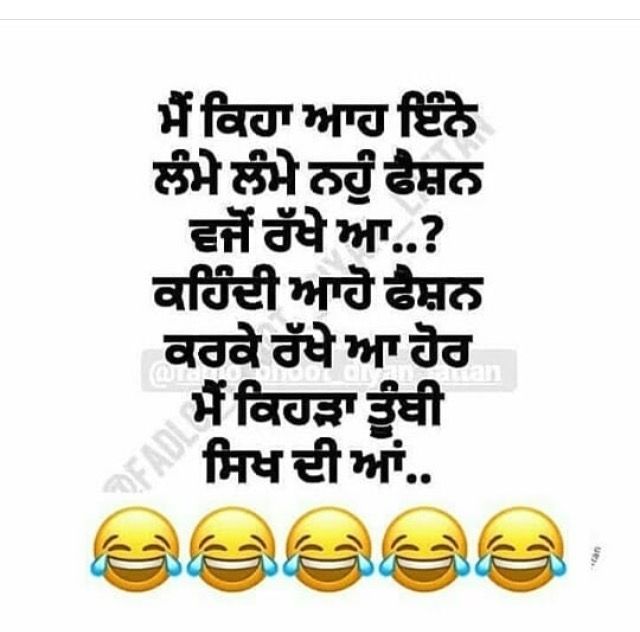 ਮੈਂ ਕਿਹਾ ਆਹ ਇੰਨੇ
ਲੰਮੇ ਲੰਮੇ ਨਹੁੰ ਫੈਸ਼ਨ
ਵਜੋਂ ਰੱਖੇ ਆ..?
ਕਹਿੰਦੀ ਆਹੋ ਫੈਸ਼ਨ
ਕਰਕੇ ਰੱਖੇ ਆ ਹੋਰ
ਮੈਂ ਕਿਹੜਾ ਤੂੰਬੀ
ਸਿਖ ਦੀ ਆਂ..